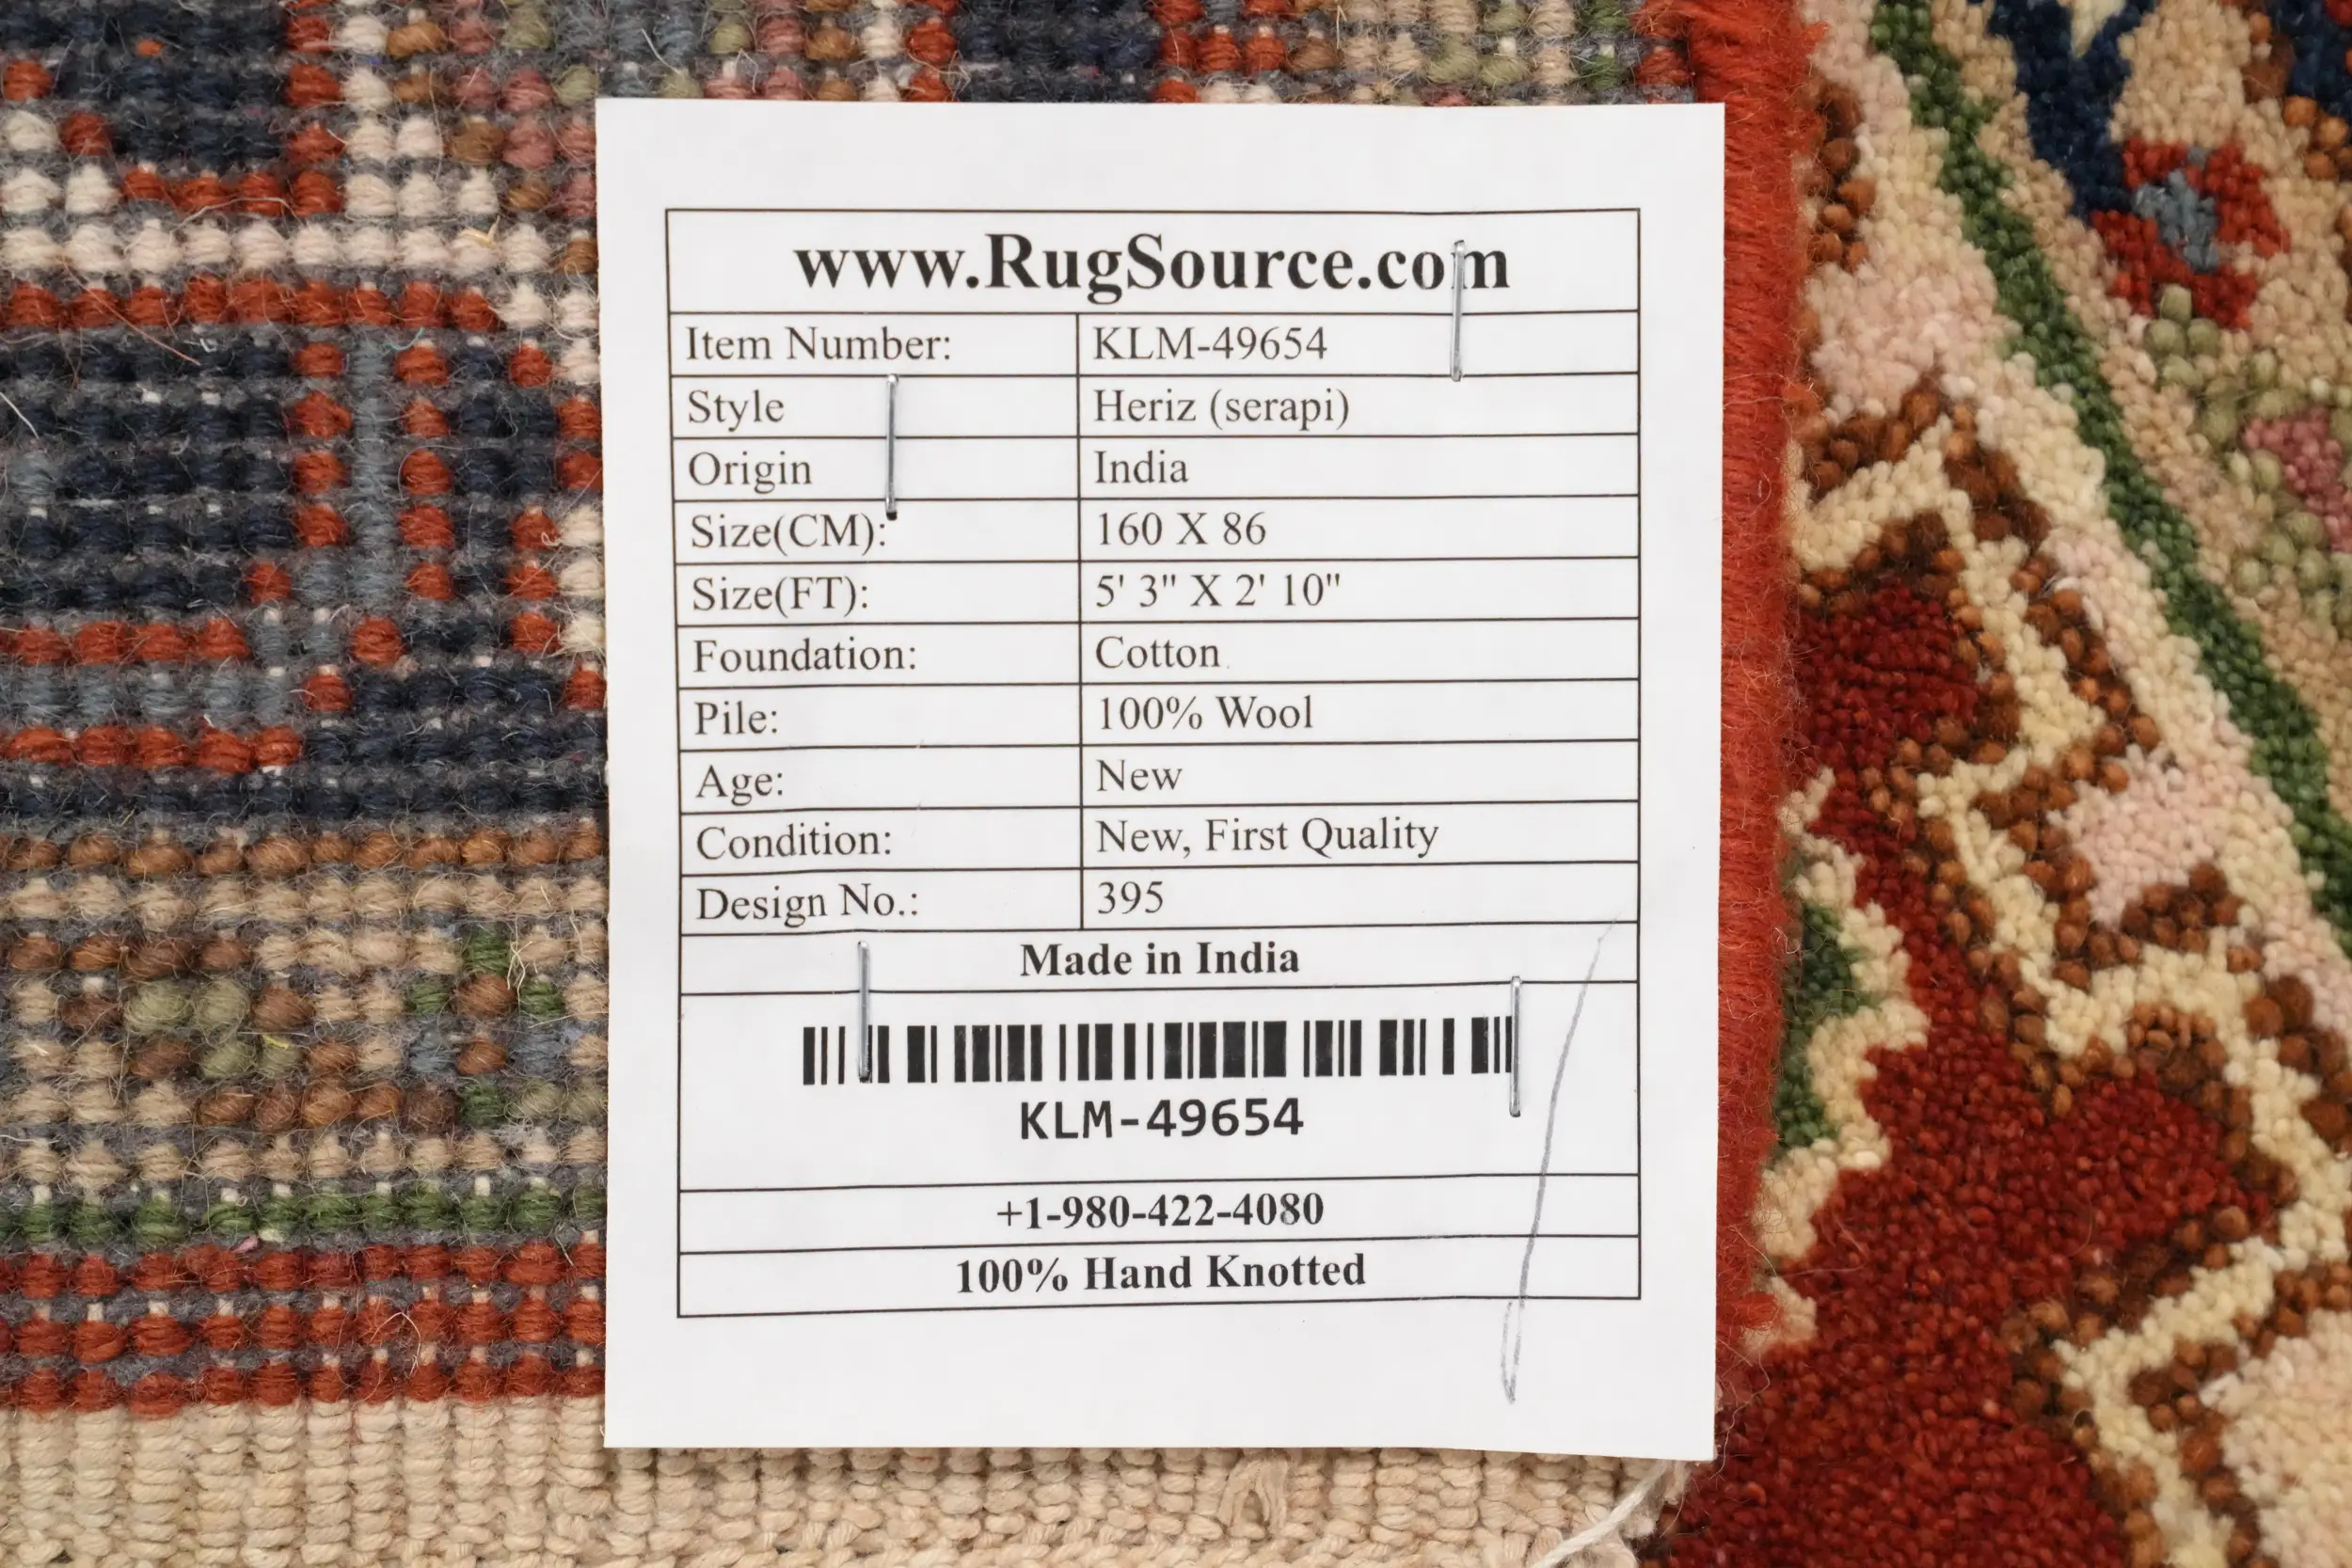 www.RugSource.com
Item Number: KLM-49654
Style Heriz (serapi)
Origin India
Size(CM): 160 X 86
Size(FT): 5' 3" X 2' 10"
Foundation: Cotton
Pile: 100% Wool
Age: New
Condition: New, First Quality
Design No.: 395
Made in India
KLM-49654
+1-980-422-4080
100% Hand Knotted